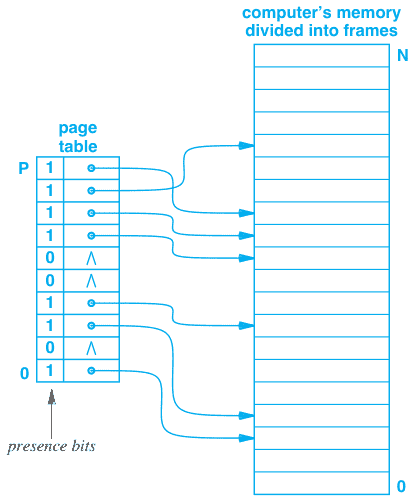 computer's memory
divided into frames
N
page
table
P 1
1
1
1
0 Λ
0 Λ
1
1
0 Λ
0 1
presence bits
0